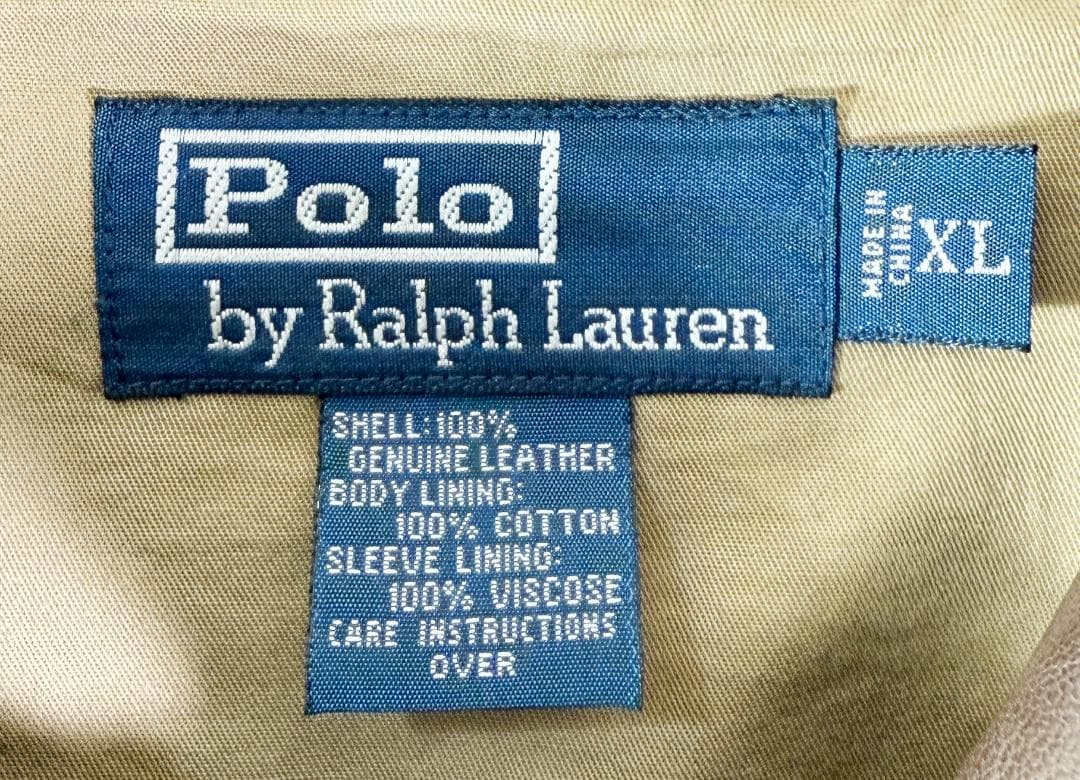 Polo
by Ralph Lauren
MADE IN
CHINA
XL
SHELL: 100%
GENUINE LEATHER
BODY LINING:
100% COTTON
SLEEVE LINING:
100% VISCOSE
CARE INSTRUCTIONS
OVER